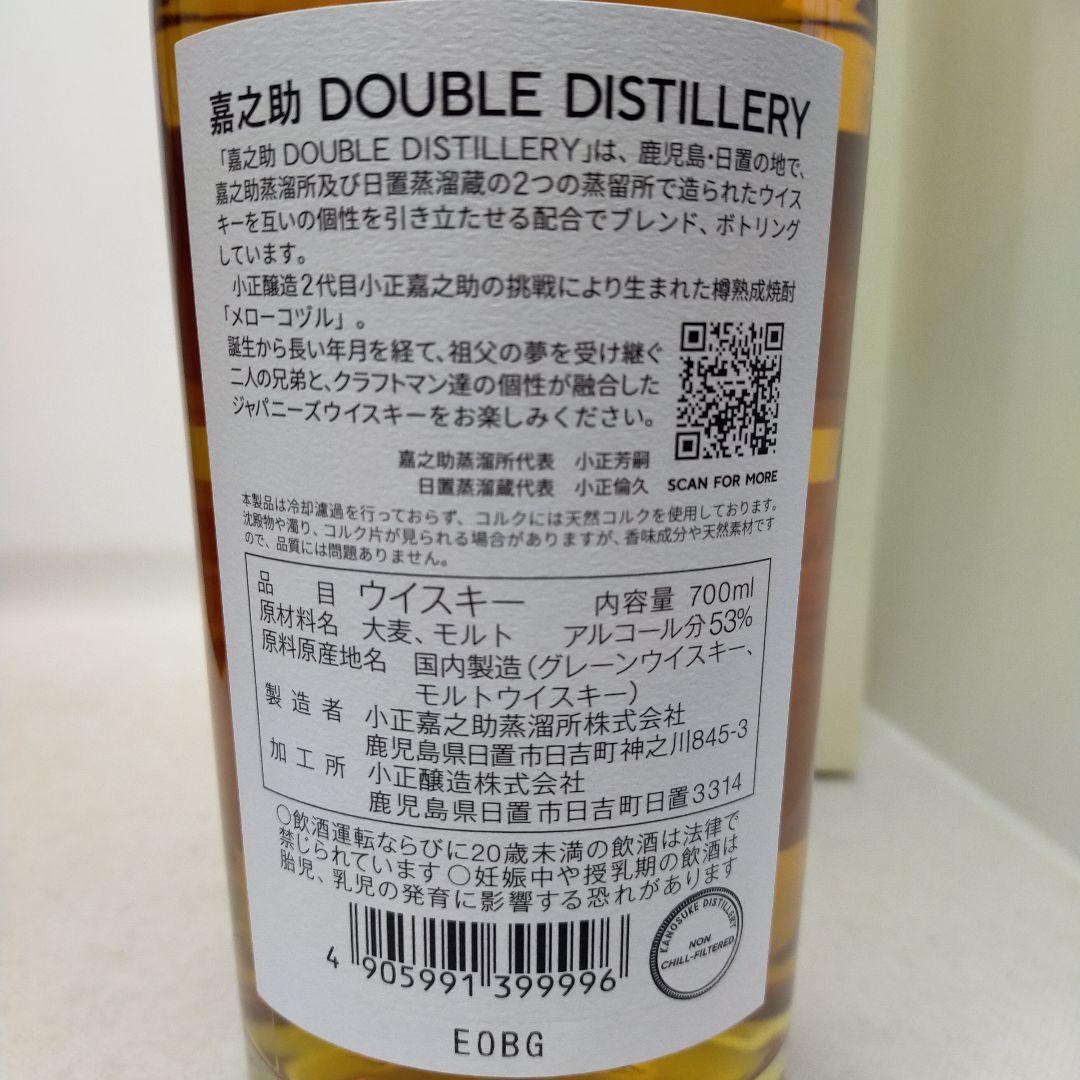 嘉之助 DOUBLE DISTILLERY
「嘉之助 DOUBLE DISTILLERY」は、鹿児島・日置の地で、
嘉之助蒸溜所及び日置蒸溜蔵の2つの蒸留所で造られたウイス
キーを互いの個性を引き立たせる配合でブレンド、ボトリング
しています。
小正醸造2代目小正嘉之助の挑戦により生まれた樽熟成焼酎
「メローコヅル」。
誕生から長い年月を経て、祖父の夢を受け継ぐ
二人の兄弟と、クラフトマン達の個性が融合した
ジャパニーズウイスキーをお楽しみください。
嘉之助蒸溜所代表 小正芳嗣
日置蒸溜蔵代表 小正倫久
SCAN FOR MORE
本製品は冷却濾過を行っておらず、コルクには天然コルクを使用しております。
沈殿物や濁り、コルク片が見られる場合がありますが、香味成分や天然素材です
ので、品質には問題ありません。
品目 ウイスキー 内容量 700ml
原材料名 大麦、モルト アルコール分 53%
原料原産地名 国内製造(グレーンウイスキー、
モルトウイスキー)
製造者 小正嘉之助蒸溜所株式会社
鹿児島県日置市日吉町神之川845-3
加工所 小正醸造株式会社
鹿児島県日置市日吉町日置3314
○飲酒運転ならびに20歳未満の飲酒は法律で
禁じられています ○妊娠中や授乳期の飲酒は
胎児、乳児の発育に影響する恐れがあります
KANOSUKE DISTILLERY
NON
CHILL-FILTERED
4 905991 399996
E0BG